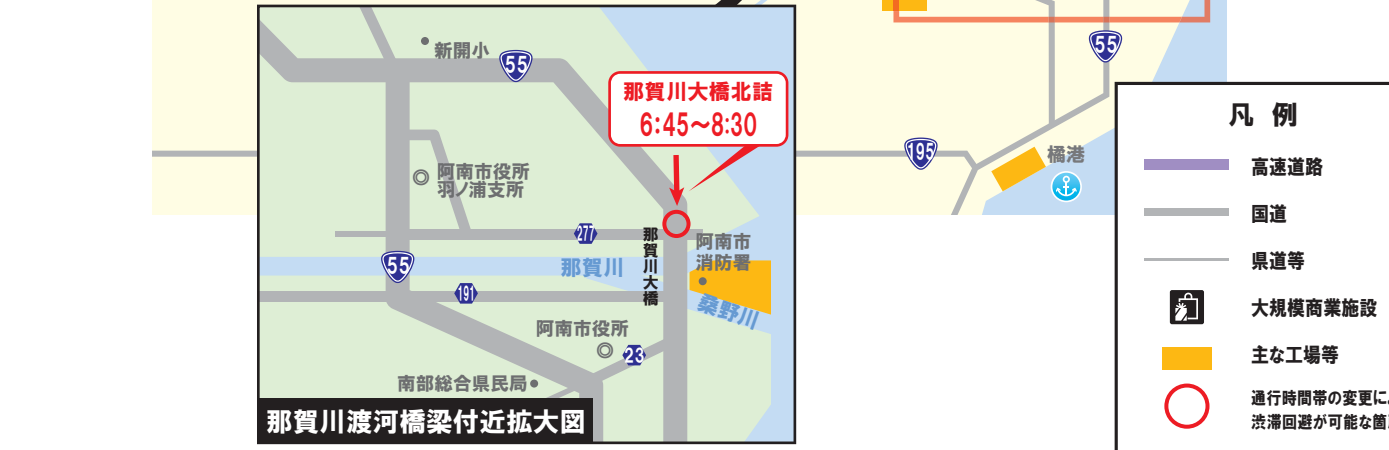 新開小
55
那賀川大橋北詰
6:45～8:30
阿南市役所
羽ノ浦支所
277
那賀川大橋
阿南市
消防署
55
那賀川
191
桑野川
阿南市役所
23
南部総合県民局
那賀川渡河橋梁付近拡大図
55
195
橘港
凡 例
高速道路
国道
県道等
大規模商業施設
主な工場等
通行時間帯の変更に
渋滞回避が可能な箇